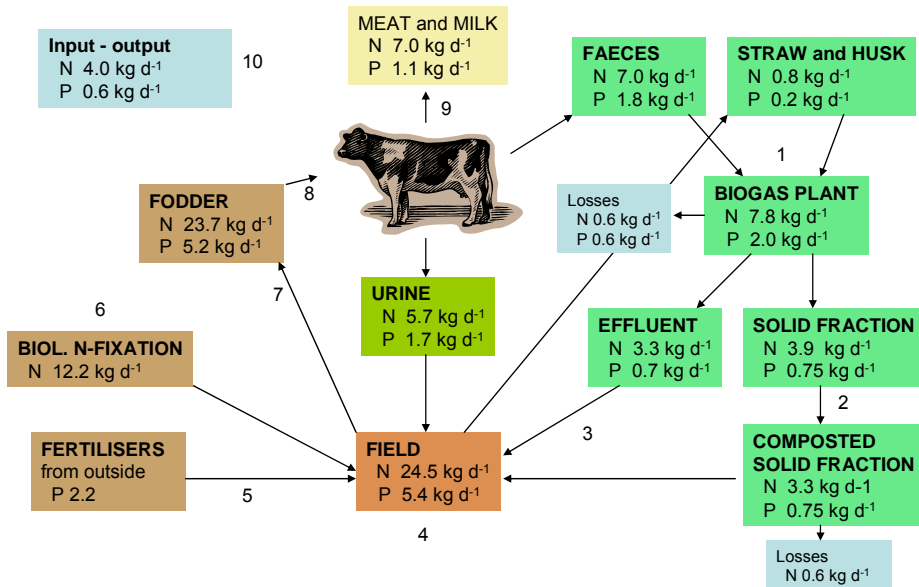 Input - output
N 4.0 kg d-1
P 0.6 kg d-1
10
MEAT and MILK
N 7.0 kg d-1
P 1.1 kg d-1
9
FAECES
N 7.0 kg d-1
P 1.8 kg d-1
STRAW and HUSK
N 0.8 kg d-1
P 0.2 kg d-1
1
8
FODDER
N 23.7 kg d-1
P 5.2 kg d-1
Losses
N 0.6 kg d-1
P 0.6 kg d-1
BIOGAS PLANT
N 7.8 kg d-1
P 2.0 kg d-1
7
URINE
N 5.7 kg d-1
P 1.7 kg d-1
6
BIOL. N-FIXATION
N 12.2 kg d-1
EFFLUENT
N 3.3 kg d-1
P 0.7 kg d-1
SOLID FRACTION
N 3.9 kg d-1
P 0.75 kg d-1
2
3
FERTILISERS
from outside
P 2.2
5
FIELD
N 24.5 kg d-1
P 5.4 kg d-1
4
COMPOSTED
SOLID FRACTION
N 3.3 kg d-1
P 0.75 kg d-1
Losses
N 0.6 kg d-1